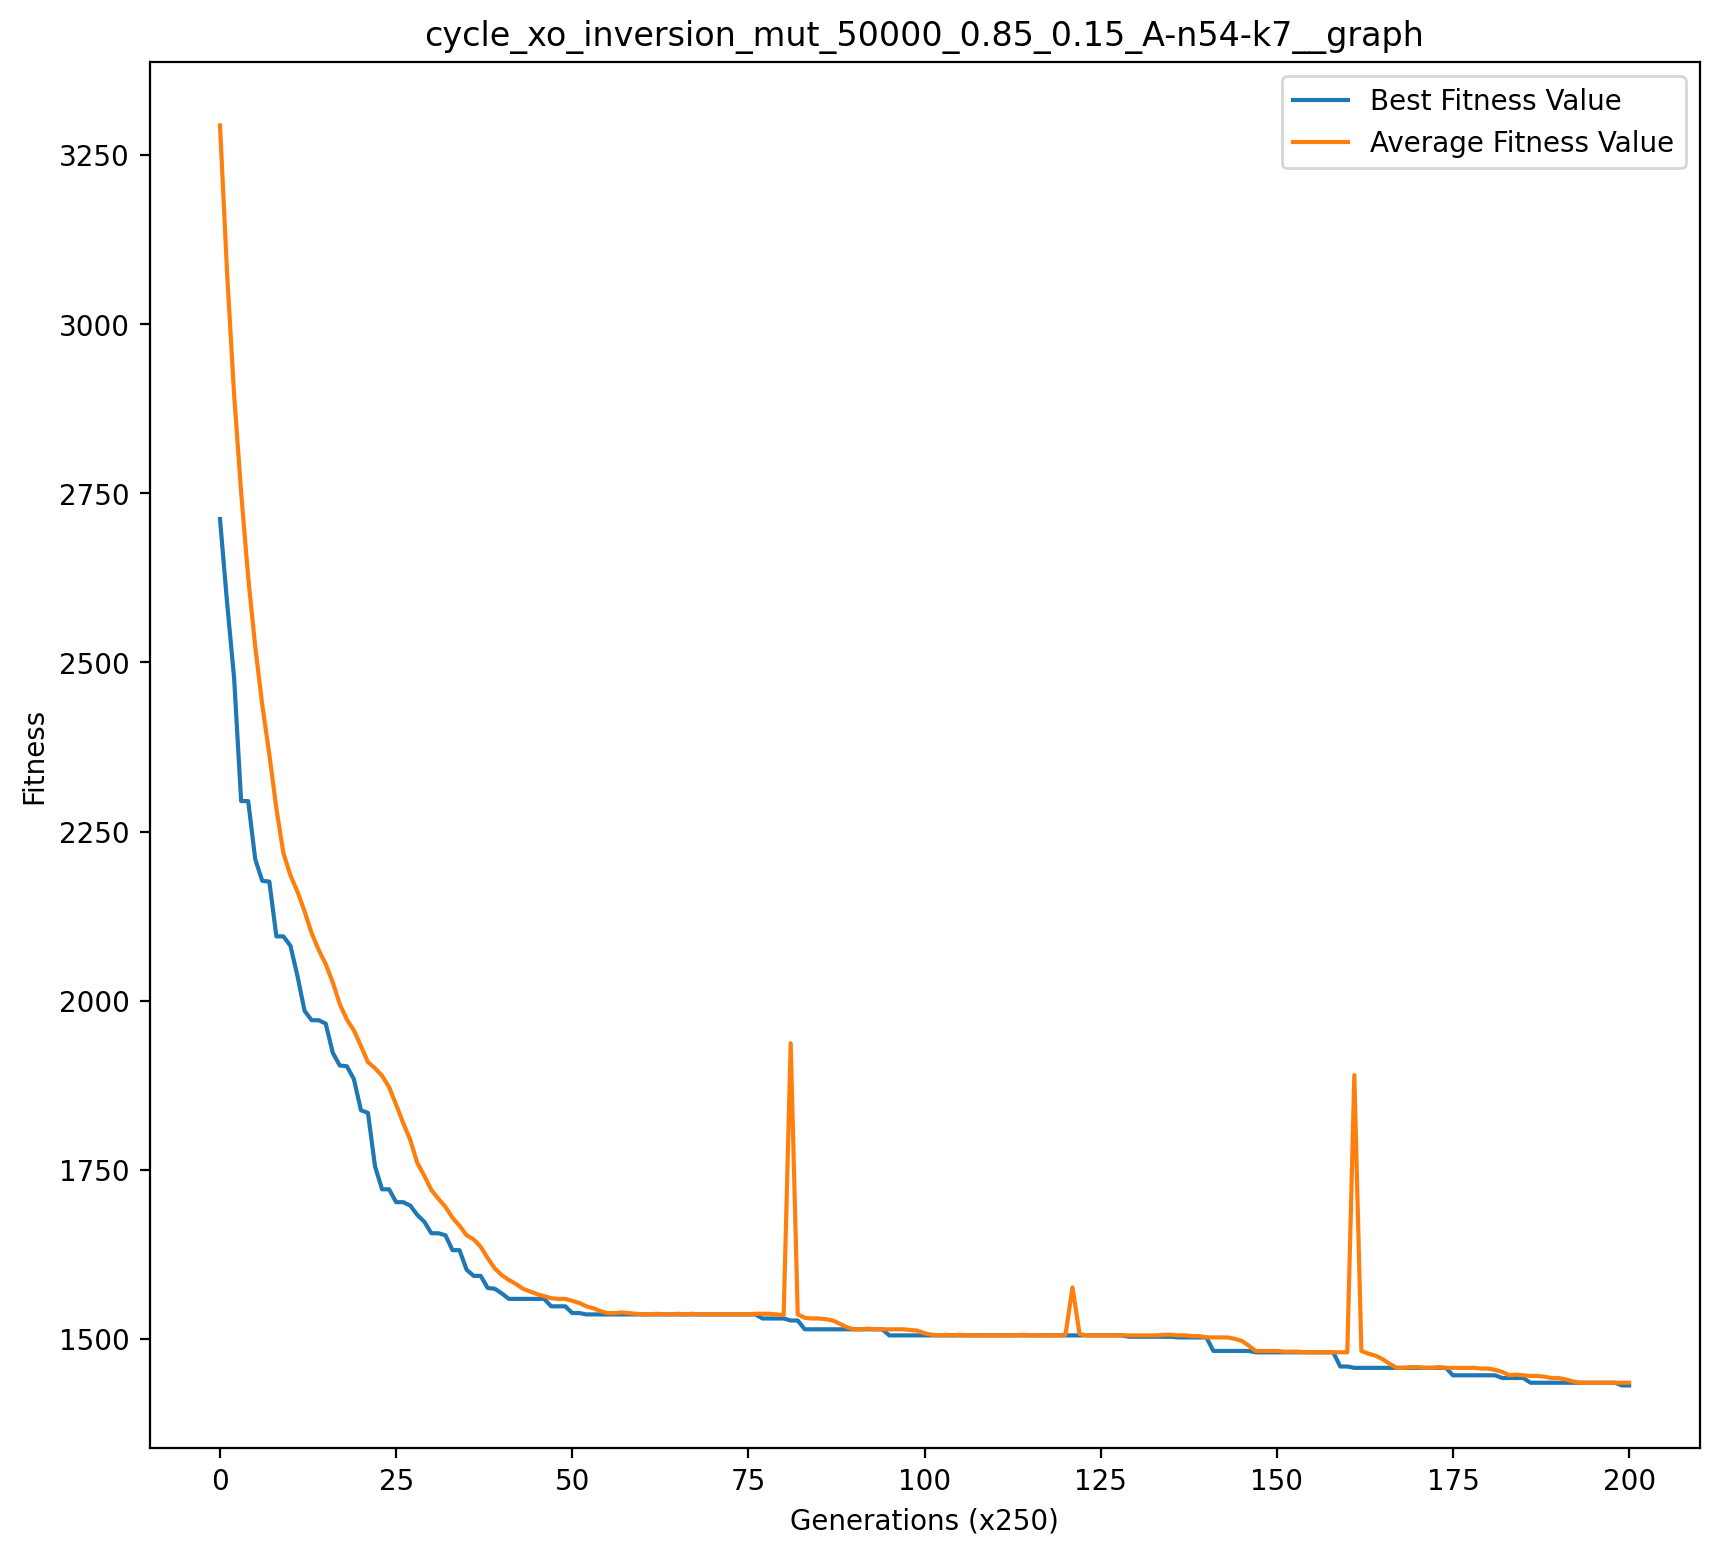 cycle_xo_inversion_mut_50000_0.85_0.15_A-n54-k7__graph
Best Fitness Value
Average Fitness Value
3250
3000
2750
2500
2250
2000
1750
1500
Fitness
0 25 50 75 100 125 150 175 200
Generations (x250)